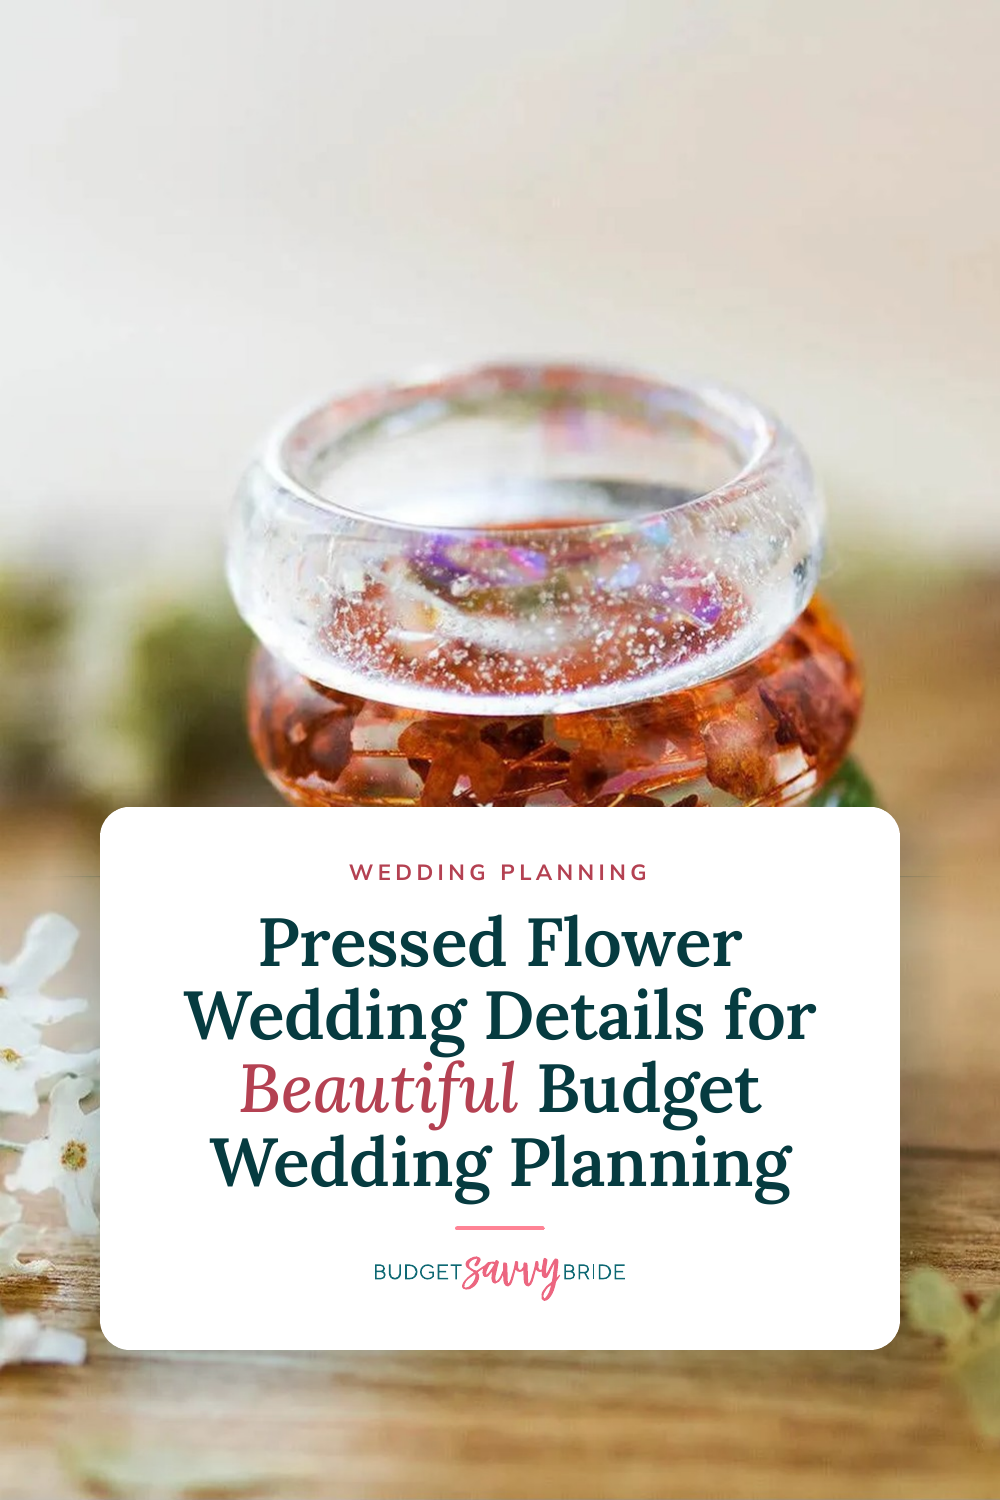 WEDDING PLANNING
Pressed Flower
Wedding Details for
Beautiful Budget
Wedding Planning
BUDGET savvy BRIDE